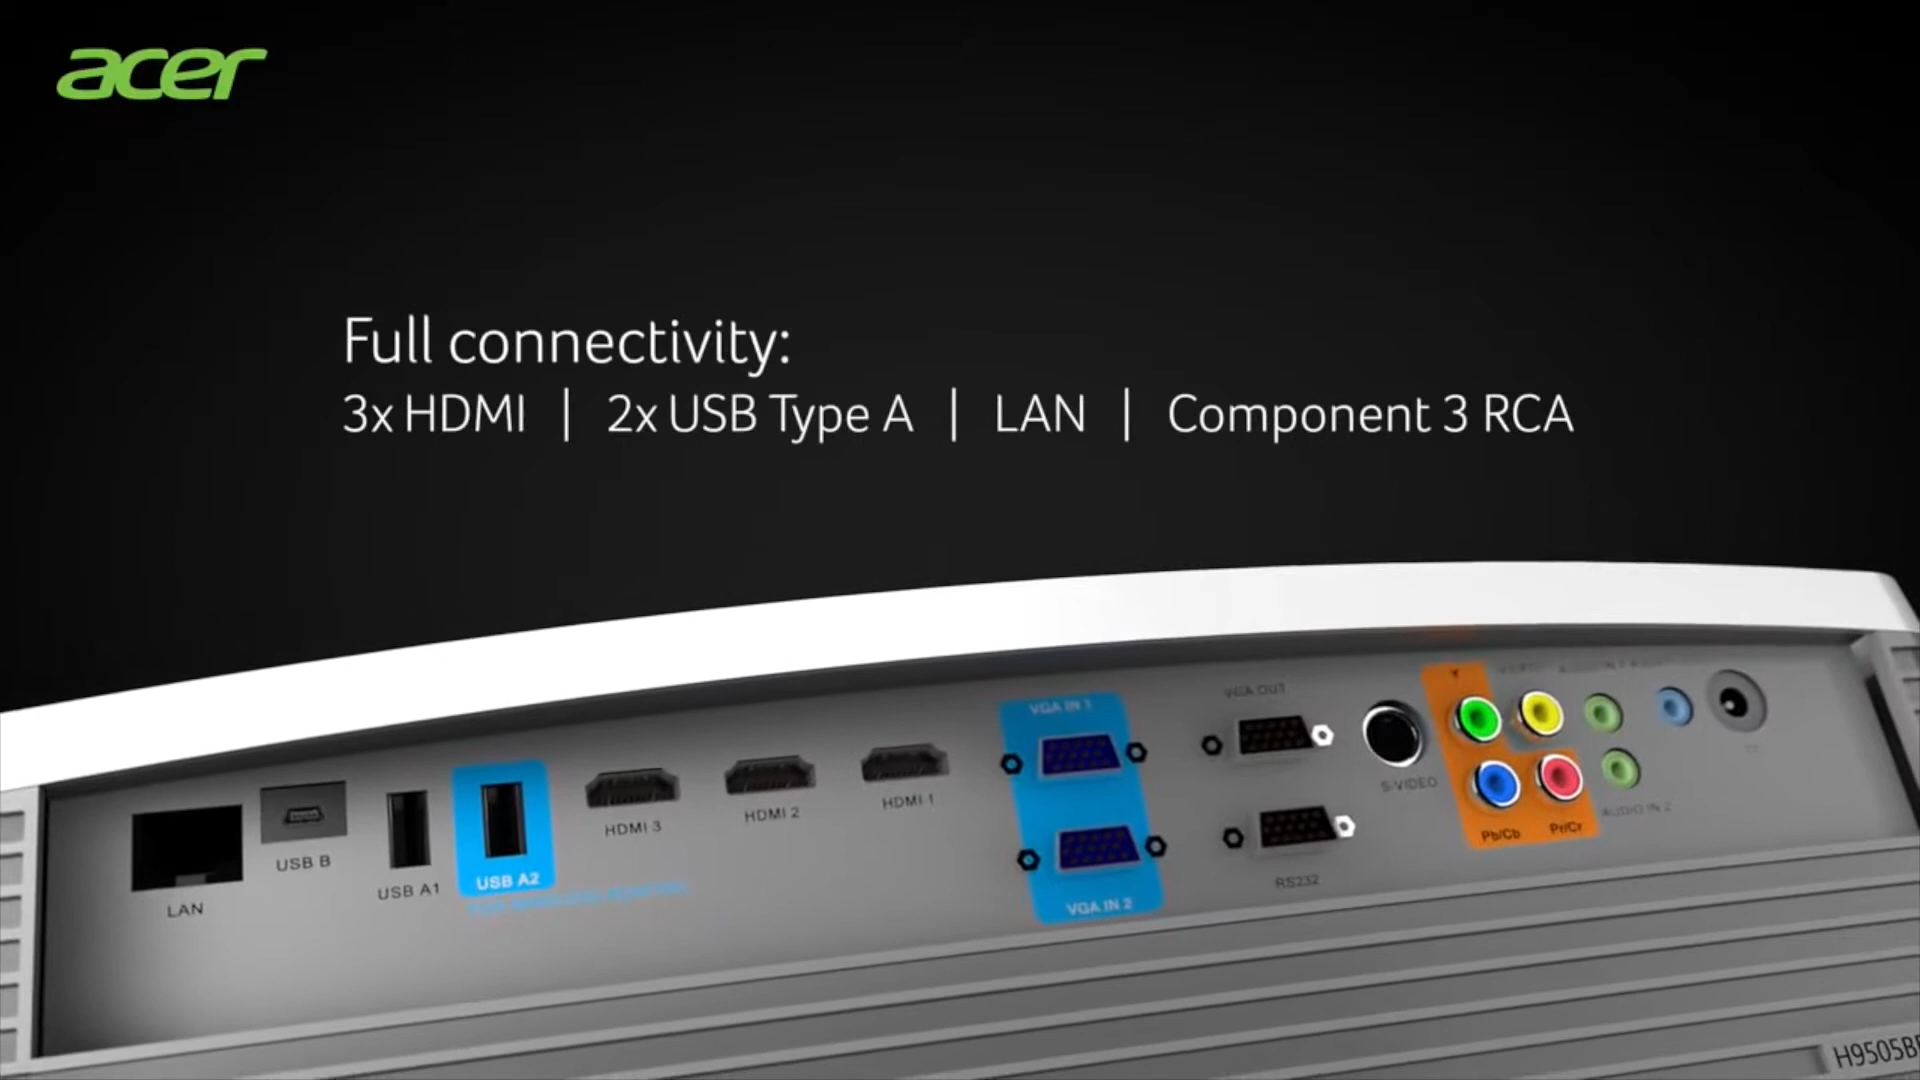 acer
Full connectivity:
3x HDMI | 2x USB Type A | LAN | Component 3 RCA
VGA IN 1
VGA OUT
Y
S-VIDEO
HDMI 1
HDMI 2
HDMI 3
USB B
USB A1
USB A2
LAN
AUDIO IN 2
Pb/Cb
Pr/Cr
RS232
VGA IN 2